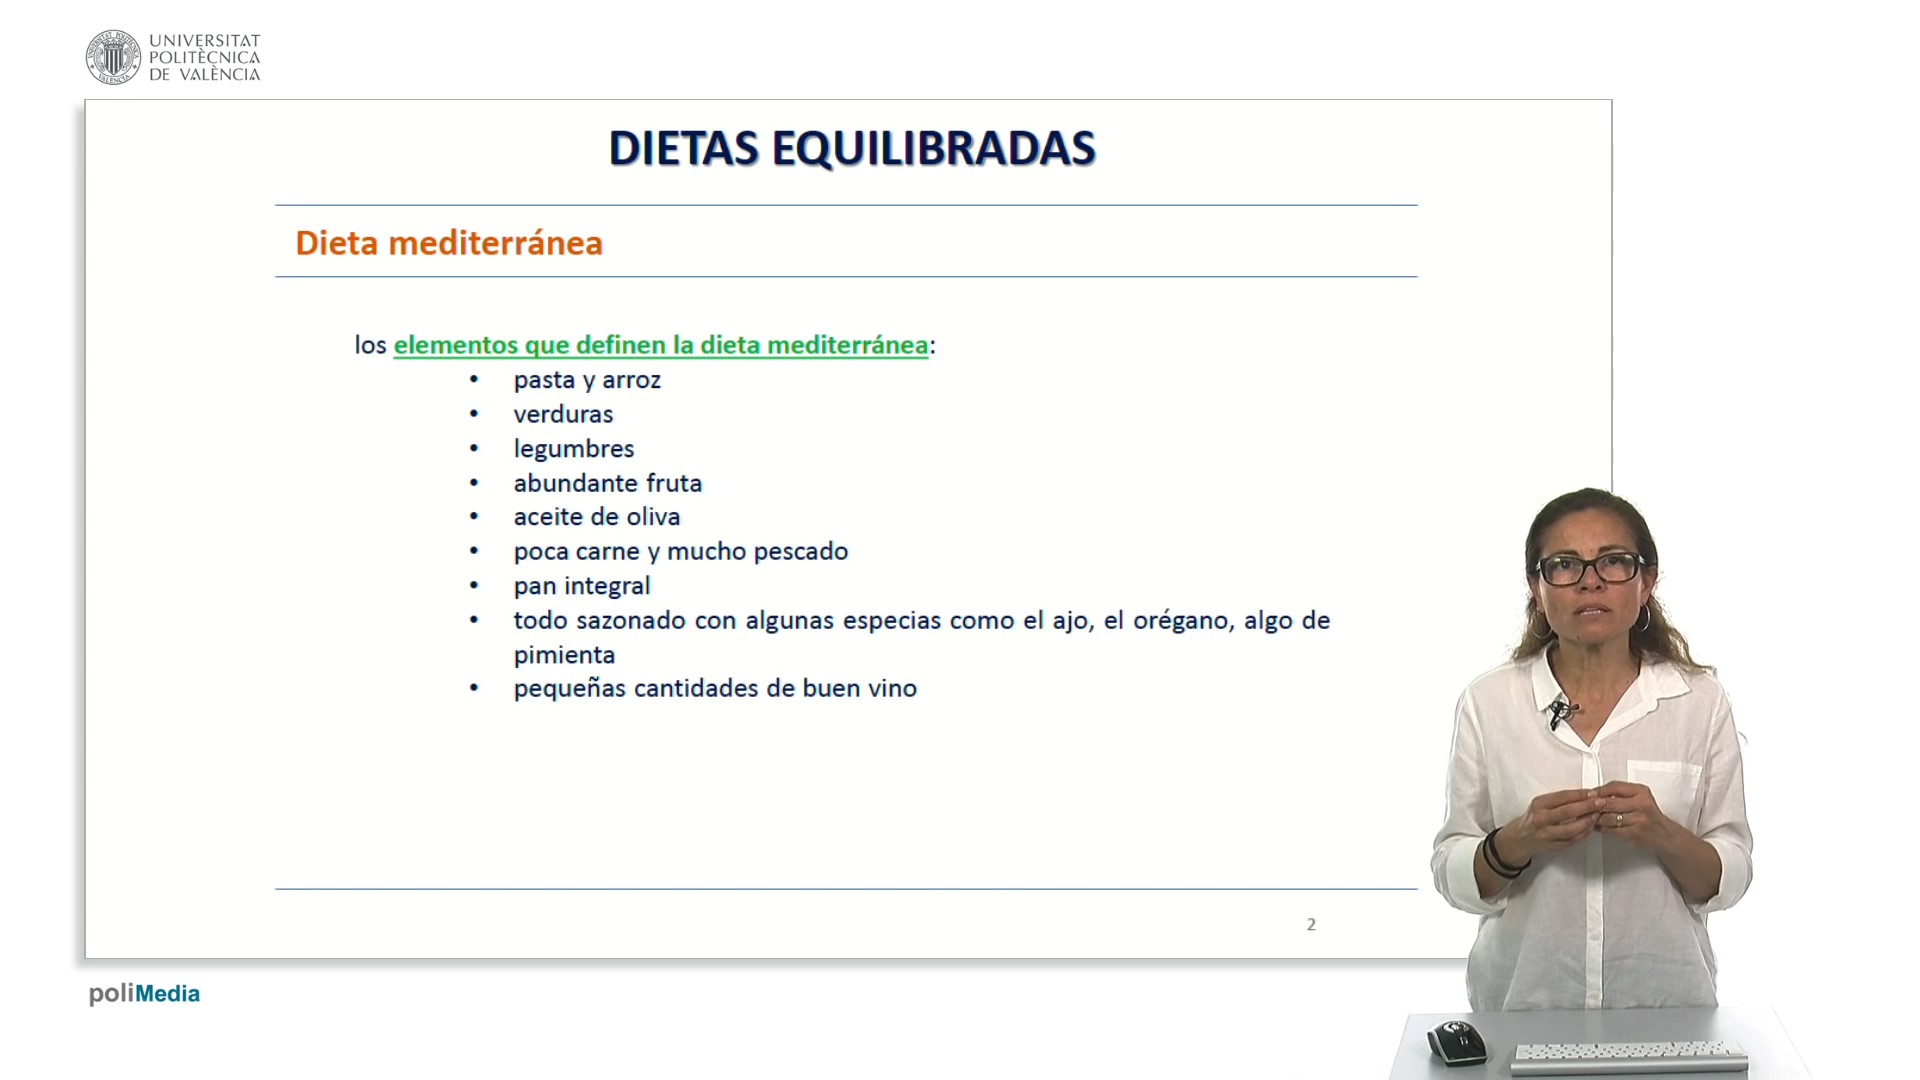 UNIVERSITAT
POLITÈCNICA
DE VALÈNCIA
DIETAS EQUILIBRADAS
Dieta mediterránea
los elementos que definen la dieta mediterránea:
• pasta y arroz
• verduras
• legumbres
• abundante fruta
• aceite de oliva
• poca carne y mucho pescado
• pan integral
• todo sazonado con algunas especias como el ajo, el orégano, algo de
pimienta
• pequeñas cantidades de buen vino
2
poliMedia